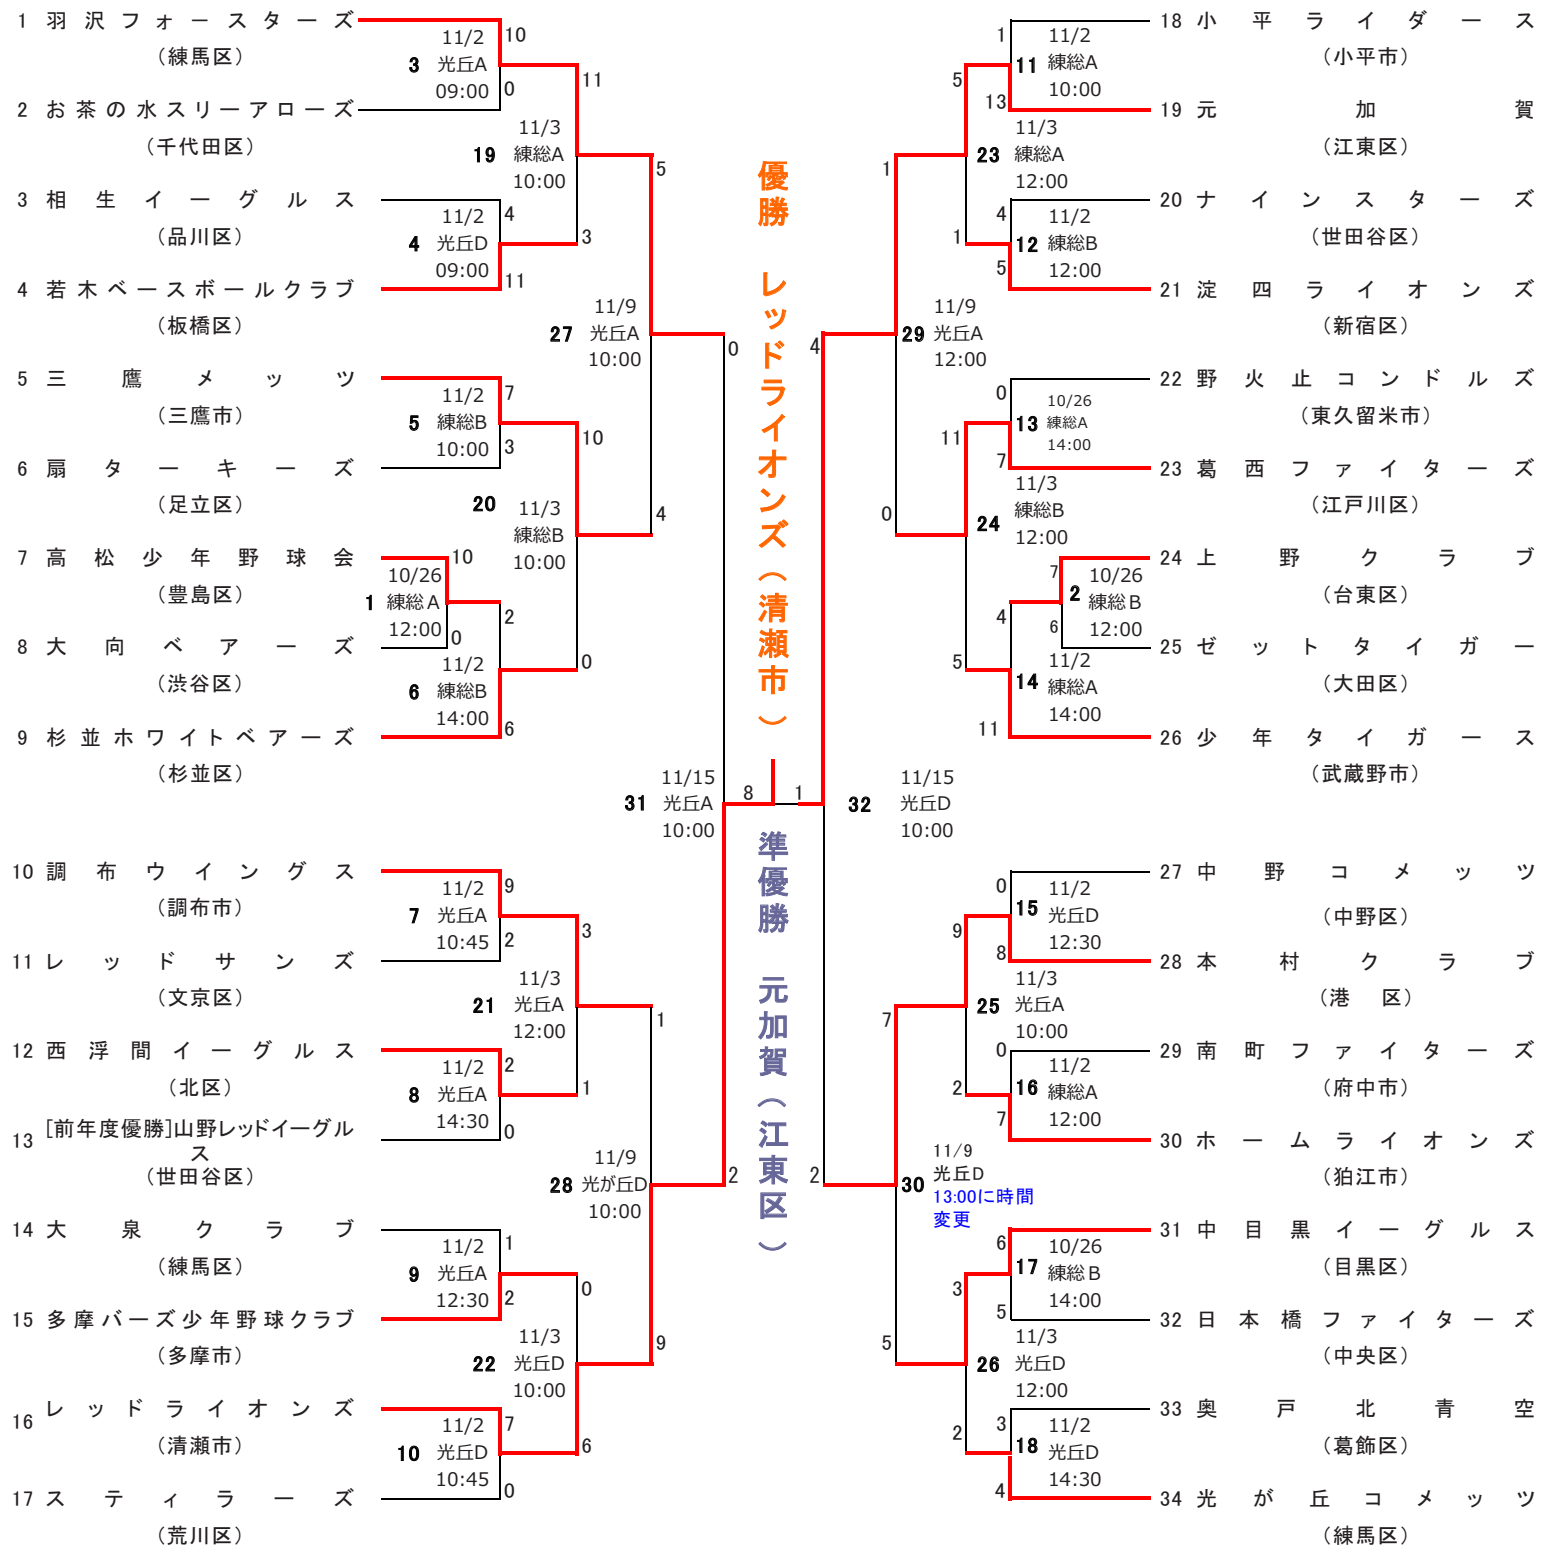 1 羽沢フォースターズ
（練馬区）
10
11/2
3 光丘A
09:00
0
2 お茶の水スリーアローズ
（千代田区）
11
11/3
19 練総A
10:00
3 相生イーグルス
（品川区）
4
11/2
4 光丘D
09:00
11
4 若木ベースボールクラブ
（板橋区）
3
5
11/9
27 光丘A
10:00
0
5 三鷹メッツ
（三鷹市）
7
11/2
5 練総B
10:00
3
6 扇ターキーズ
（足立区）
10
11/3
20 練総B
10:00
4
7 高松少年野球会
（豊島区）
10
10/26
1 練総A
12:00
0
8 大向ベアーズ
（渋谷区）
2
11/2
6 練総B
14:00
6
0
9 杉並ホワイトベアーズ
（杉並区）
11/15
31 光丘A
10:00
8
10 調布ウイングス
（調布市）
9
11/2
7 光丘A
10:45
2
11 レッドサンズ
（文京区）
3
11/3
21 光丘A
12:00
1
12 西浮間イーグルス
（北区）
2
11/2
8 光丘A
14:30
0
1
13 [前年度優勝]山野レッドイーグル
ス
（世田谷区）
11/9
28 光が丘D
10:00
2
14 大泉クラブ
（練馬区）
1
11/2
9 光丘A
12:30
2
15 多摩バーズ少年野球クラブ
（多摩市）
0
11/3
22 光丘D
10:00
9
16 レッドライオンズ
（清瀬市）
7
11/2
10 光丘D
10:45
0
6
17 スティラーズ
（荒川区）
優勝　レッドライオンズ（清瀬市）
準優勝　元加賀（江東区）
18 小平ライダース
（小平市）
1
11/2
11 練総A
10:00
13
19 元加賀
（江東区）
5
11/3
23 練総A
12:00
1
20 ナインスターズ
（世田谷区）
4
11/2
12 練総B
12:00
5
1
21 淀四ライオンズ
（新宿区）
11/9
29 光丘A
12:00
4
22 野火止コンドルズ
（東久留米市）
0
10/26
13 練総A
14:00
7
23 葛西ファイターズ
（江戸川区）
11
11/3
24 練総B
12:00
0
24 上野クラブ
（台東区）
7
10/26
2 練総B
12:00
6
25 ゼットタイガー
（大田区）
4
11/2
14 練総A
14:00
11
5
26 少年タイガース
（武蔵野市）
11/15
32 光丘D
10:00
1
27 中野コメッツ
（中野区）
0
11/2
15 光丘D
12:30
8
28 本村クラブ
（港　区）
9
11/3
25 光丘A
10:00
7
29 南町ファイターズ
（府中市）
0
11/2
16 練総A
12:00
7
2
30 ホームライオンズ
（狛江市）
11/9
30 光丘D
13:00に時間
変更
2
31 中目黒イーグルス
（目黒区）
6
10/26
17 練総B
14:00
5
32 日本橋ファイターズ
（中央区）
3
11/3
26 光丘D
12:00
5
33 奥戸北青空
（葛飾区）
3
11/2
18 光丘D
14:30
4
2
34 光が丘コメッツ
（練馬区）